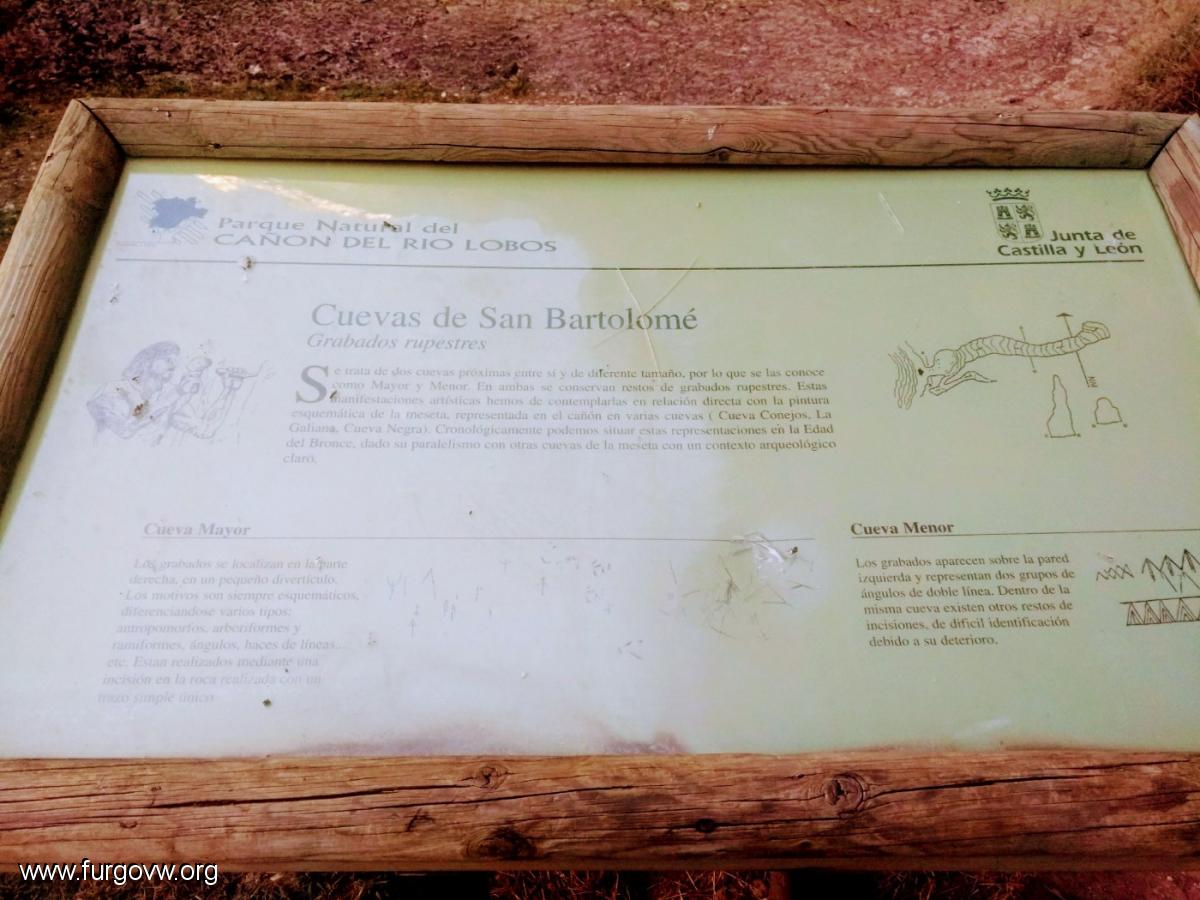 Parque Natural del
CAÑON DEL RIO LOBOS
Junta de
Castilla y León
Cuevas de San Bartolomé
Grabados rupestres
Se trata de dos cuevas próximas entre sí y de diferente tamaño, por lo que se las conoce
como Mayor y Menor. En ambas se conservan restos de grabados rupestres. Estas
manifestaciones artísticas hemos de contemplarlas en relación directa con la pintura
esquemática de la meseta, representada en el cañón en varias cuevas ( Cueva Conejos, La
Galiana, Cueva Negra). Cronológicamente podemos situar estas representaciones en la Edad
del Bronce, dado su paralelismo con otras cuevas de la meseta con un contexto arqueológico
claro.
Cueva Mayor
Los grabados se localizan en la parte
derecha, en un pequeño divertículo.
Los motivos son siempre esquemáticos,
diferenciandose varios tipos:
antropomorfos, arboriformes y
ramiformes, ángulos, haces de líneas...
etc. Estan realizados mediante una
incisión en la roca realizada con un
trazo simple único
Cueva Menor
Los grabados aparecen sobre la pared
izquierda y representan dos grupos de
ángulos de doble línea. Dentro de la
misma cueva existen otros restos de
incisiones, de dificil identificación
debido a su deterioro.
www.furgovw.org